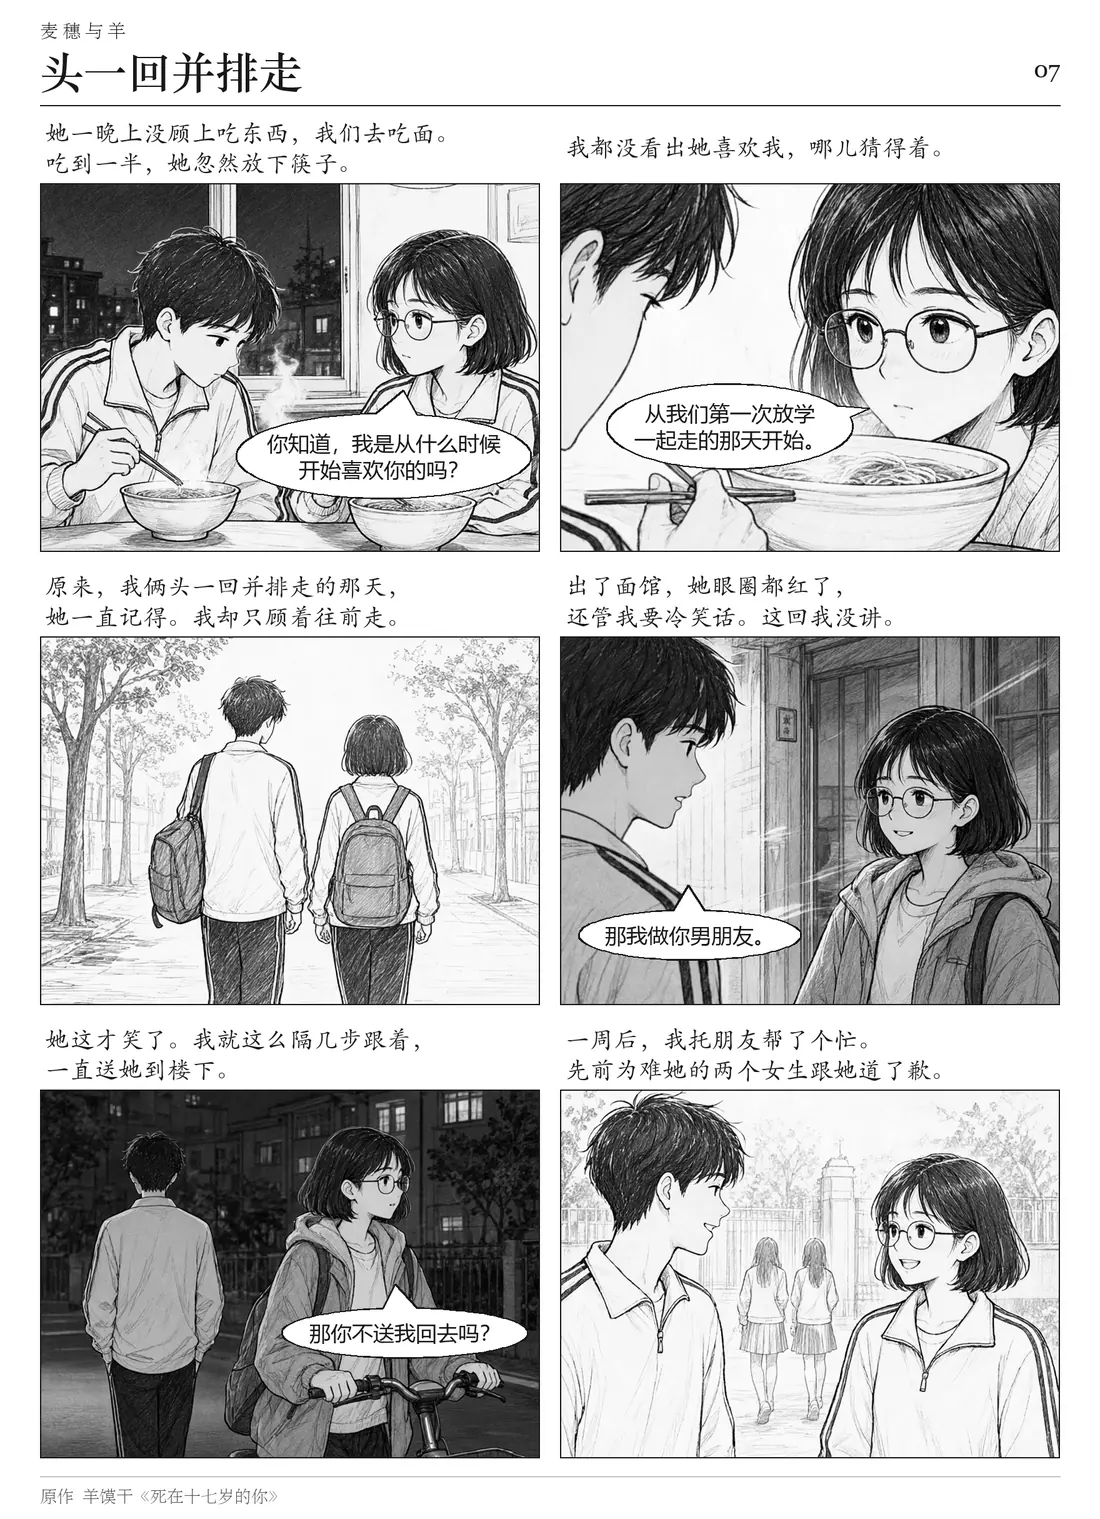 麦穗与羊
头一回并排走
07
她一晚上没顾上吃东西，我们去吃面。
吃到一半，她忽然放下筷子。
你知道，我是从什么时候
开始喜欢你的吗？
我都没看出她喜欢我，哪儿猜得着。
从我们第一次放学
一起走的那天开始。
原来，我俩头一回并排走的那天，
她一直记得。我却只顾着往前走。
出了面馆，她眼圈都红了，
还管我要冷笑话。这回我没讲。
那我做你男朋友。
她这才笑了。我就这么隔几步跟着，
一直送她到楼下。
那你不送我回去吗？
一周后，我托朋友帮了个忙。
先前为难她的两个女生跟她道了歉。
原作 羊馍干《死在十七岁的你》